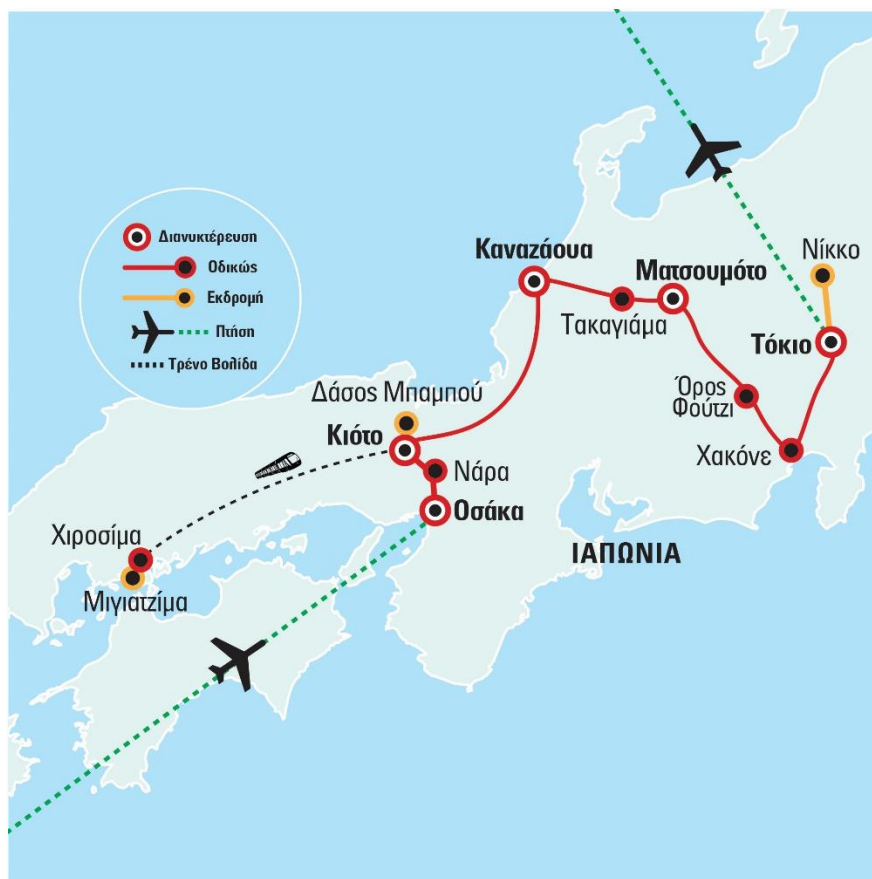 Διανυκτέρευση
Οδικώς
Εκδρομή
Πτήση
Τρένο Βολίδα
Καναζάουα
Ματσουμότο
Νίκκο
Τακαγιάμα
Τόκιο
Όρος
Φούτζι
Δάσος Μπαμπού
Κιότο
Χακόνε
Νάρα
Οσάκα
Χιροσίμα
ΙΑΠΩΝΙΑ
Μιγιατζίμα